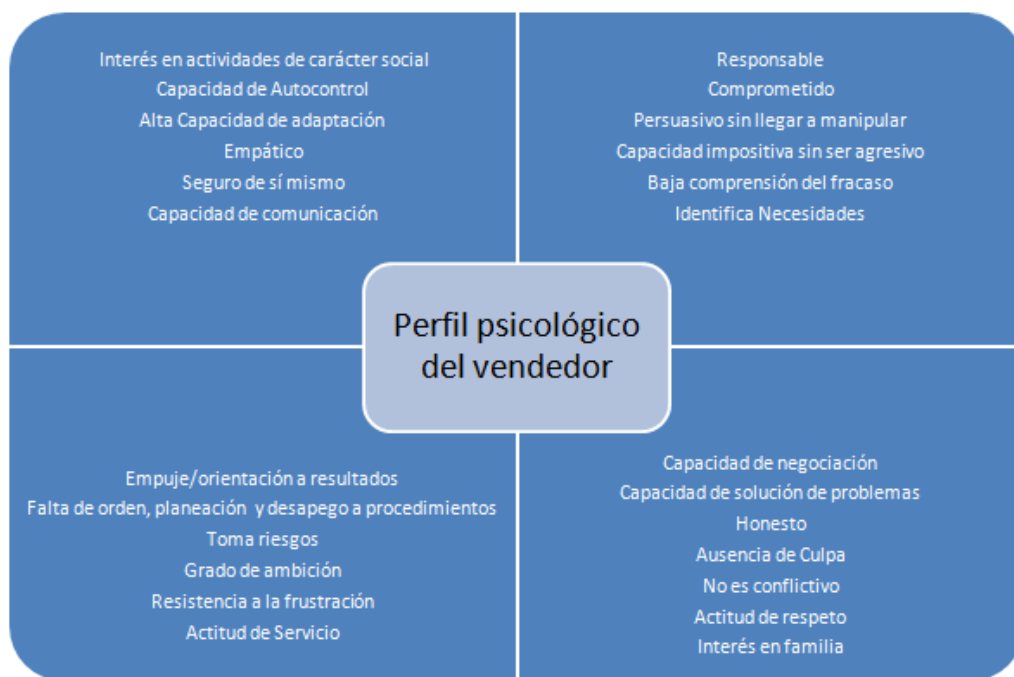 Interés en actividades de carácter social
Capacidad de Autocontrol
Alta Capacidad de adaptación
Empático
Seguro de sí mismo
Capacidad de comunicación
Responsable
Comprometido
Persuasivo sin llegar a manipular
Capacidad impositiva sin ser agresivo
Baja comprensión del fracaso
Identifica Necesidades
Perfil psicológico
del vendedor
Empuje/orientación a resultados
Falta de orden, planeación y desapego a procedimientos
Toma riesgos
Grado de ambición
Resistencia a la frustración
Actitud de Servicio
Capacidad de negociación
Capacidad de solución de problemas
Honesto
Ausencia de Culpa
No es conflictivo
Actitud de respeto
Interés en familia